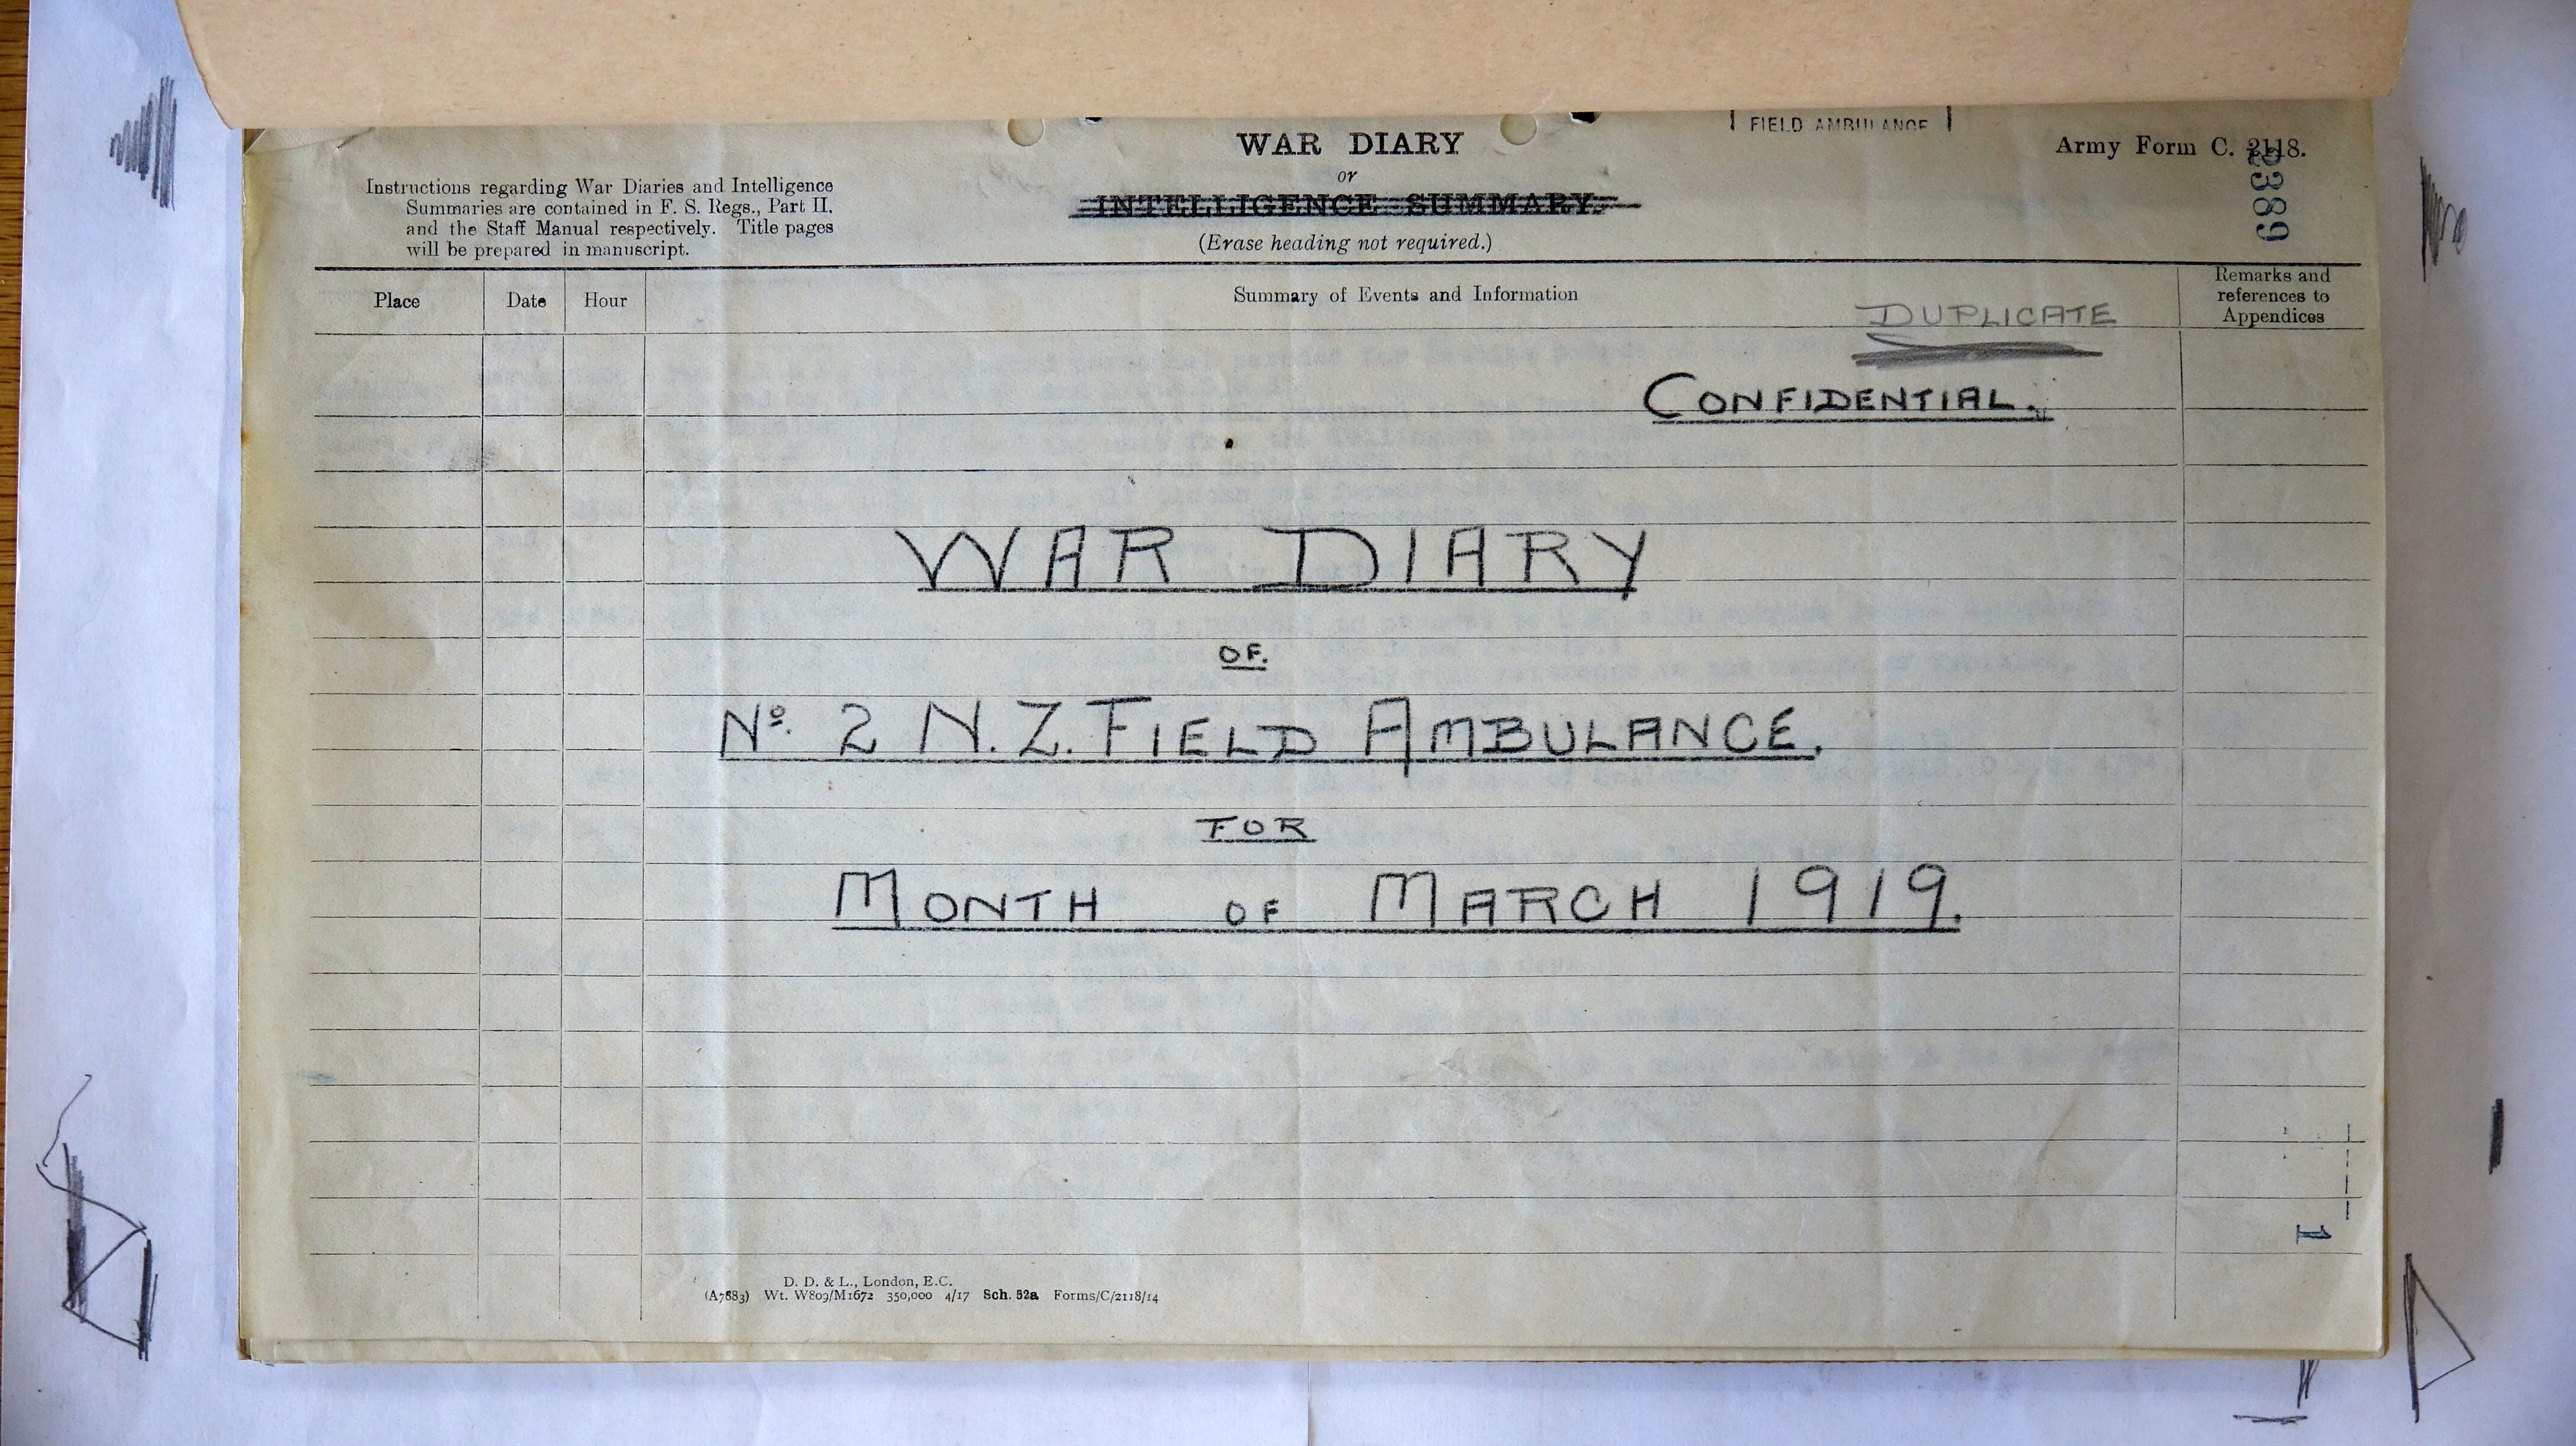 FIELD AMBULANCE
WAR DIARY
Army Form C. 2118.
or
INTELLIGENCE SUMMARY.
(Erase heading not required.)
23389
Instructions regarding War Diaries and Intelligence
Summaries are contained in F. S. Regs., Part II.
and the Staff Manual respectively. Title pages
will be prepared in manuscript.
Place
Date
Hour
Summary of Events and Information
Remarks and
references to
Appendices
DUPLICATE
CONFIDENTIAL.
WAR DIARY
OF.
Nº. 2 N.Z. FIELD AMBULANCE.
FOR
MONTH OF MARCH 1919.
1
D. D. & L., London, E.C.
(A7883) Wt. W809/M1672 350,000 4/17 Sch. 52a Forms/C/2118/14